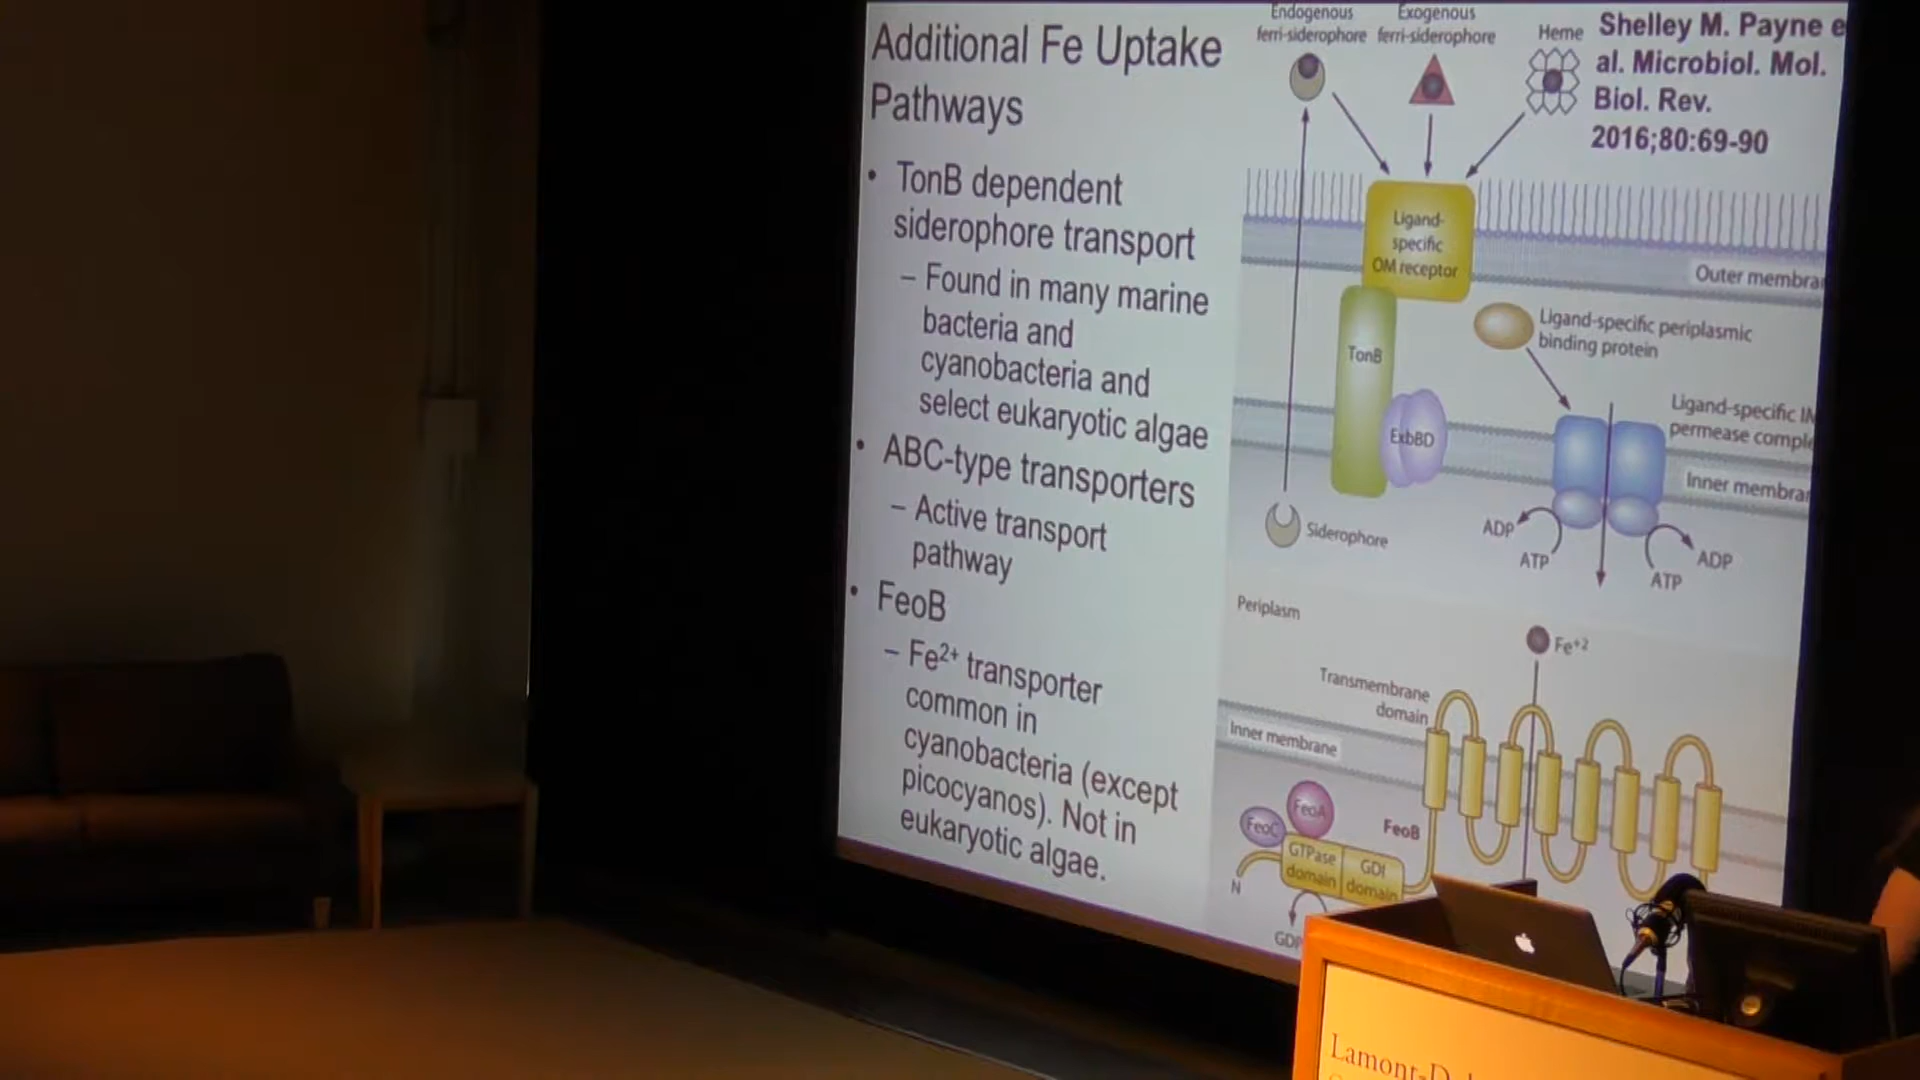 Additional Fe Uptake
Pathways
• TonB dependent
siderophore transport
– Found in many marine
bacteria and
cyanobacteria and
select eukaryotic algae
• ABC-type transporters
– Active transport
pathway
• FeoB
– Fe2+ transporter
common in
cyanobacteria (except
picocyanos). Not in
eukaryotic algae.
Endogenous
ferri-siderophore
Exogenous
ferri-siderophore
Heme
Shelley M. Payne e
al. Microbiol. Mol.
Biol. Rev.
2016;80:69-90
Ligand-
specific
OM receptor
Outer membra
Ligand-specific periplasmic
binding protein
TonB
ExbBD
Ligand-specific IM
permease comple
Inner membra
Siderophore
ADP
ATP
ADP
ATP
Periplasm
Fe+2
Transmembrane
domain
Inner membrane
FeoA
FeoC
FeoB
GTPase
domain
GDI
domain
N
GDP
Lamont-D